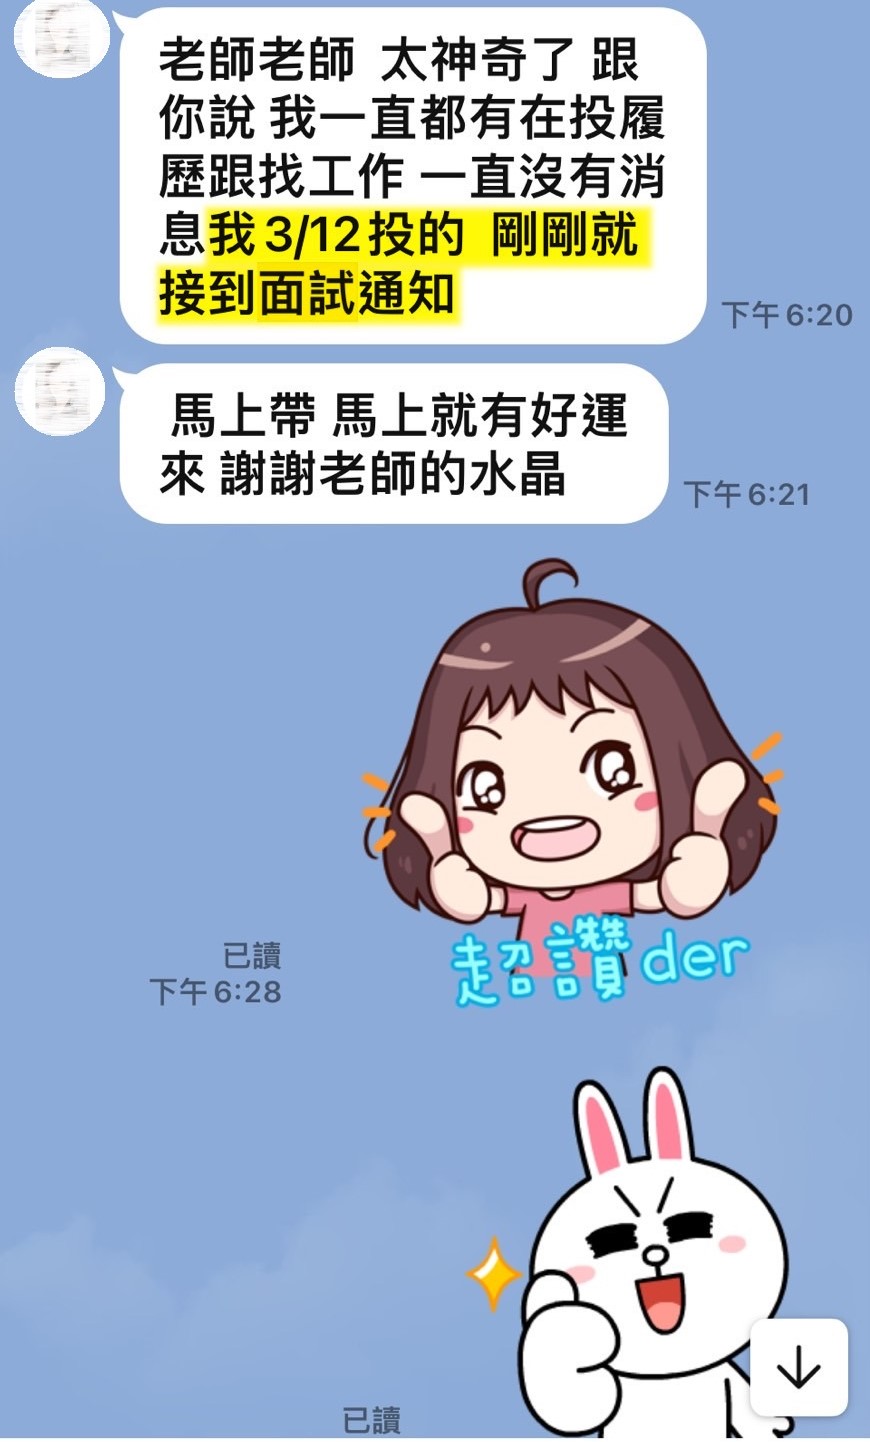 老師老師 太神奇了 跟
你說 我一直都有在投履
歷跟找工作 一直沒有消
息我3/12投的 剛剛就
接到面試通知
下午6:20
馬上帶 馬上就有好運
來 謝謝老師的水晶
下午6:21
超讚der
已讀
下午6:28
已讀